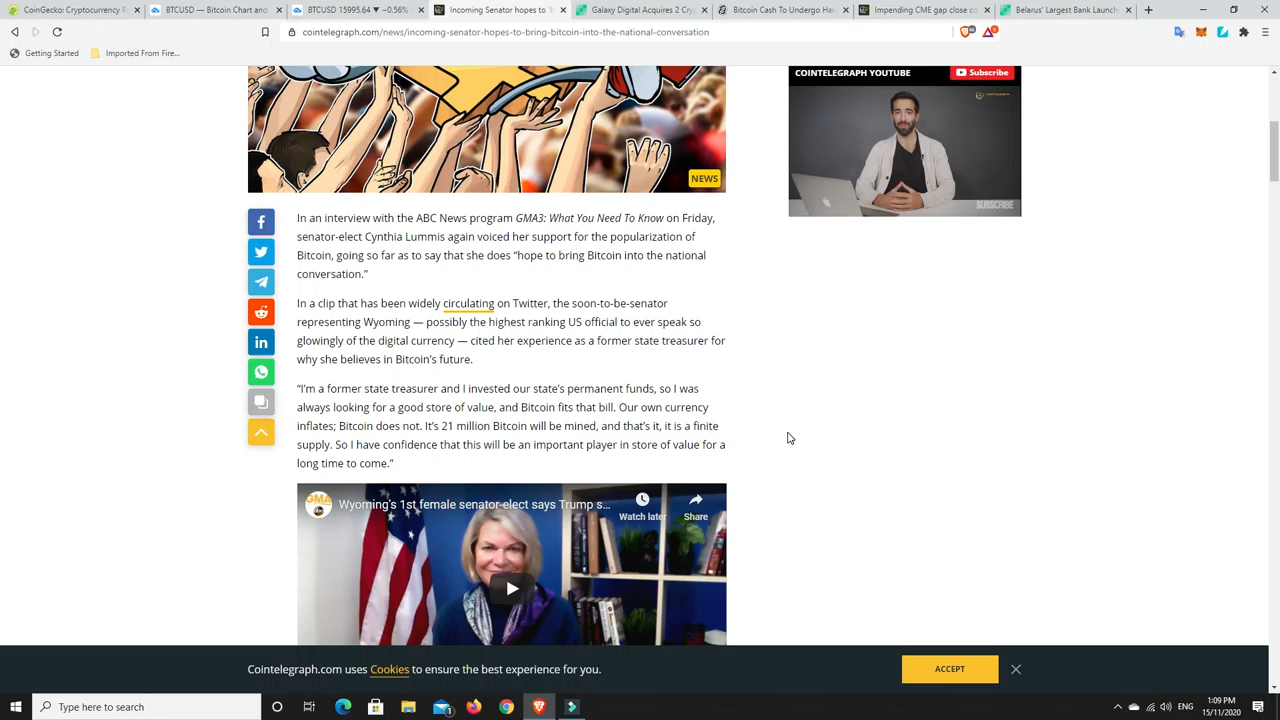 CoinGecko: Cryptocurrency Pr
BTCUSD — Bitcoin Chart and
BTCUSD 15995.64 ▼ −0.56%
Incoming Senator hopes to "b
Galaxy Digital Acquires 2 Cry
Bitcoin Cash To Undergo Har
Impending CME gap close co
Belarus' Largest Bank Launch
cointelegraph.com/news/incoming-senator-hopes-to-bring-bitcoin-into-the-national-conversation
Getting Started
Imported From Fire...
COINTELEGRAPH YOUTUBE
Subscribe
SUBSCRIBE
NEWS
In an interview with the ABC News program GMA3: What You Need To Know on Friday,
senator-elect Cynthia Lummis again voiced her support for the popularization of
Bitcoin, going so far as to say that she does “hope to bring Bitcoin into the national
conversation.”
In a clip that has been widely circulating on Twitter, the soon-to-be-senator
representing Wyoming — possibly the highest ranking US official to ever speak so
glowingly of the digital currency — cited her experience as a former state treasurer for
why she believes in Bitcoin’s future.
“I’m a former state treasurer and I invested our state’s permanent funds, so I was
always looking for a good store of value, and Bitcoin fits that bill. Our own currency
inflates; Bitcoin does not. It’s 21 million Bitcoin will be mined, and that’s it, it is a finite
supply. So I have confidence that this will be an important player in store of value for a
long time to come.”
GMA
Wyoming’s 1st female senator-elect says Trump s...
Watch later
Share
Cointelegraph.com uses Cookies to ensure the best experience for you.
ACCEPT
Type here to search
ENG
1:09 PM
15/11/2020